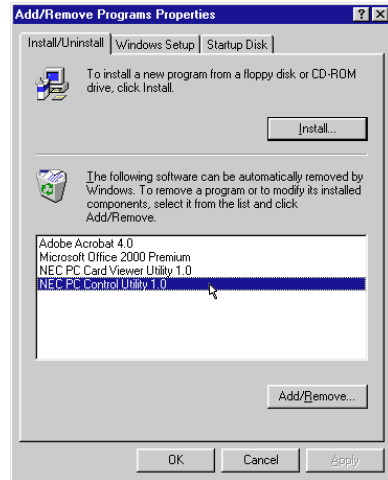 Add/Remove Programs Properties
Install/Uninstall Windows Setup Startup Disk
To install a new program from a floppy disk or CD-ROM
drive, click Install.
Install...
The following software can be automatically removed by
Windows. To remove a program or to modify its installed
components, select it from the list and click
Add/Remove.
Adobe Acrobat 4.0
Microsoft Office 2000 Premium
NEC PC Card Viewer Utility 1.0
NEC PC Control Utility 1.0
Add/Remove...
OK Cancel Apply